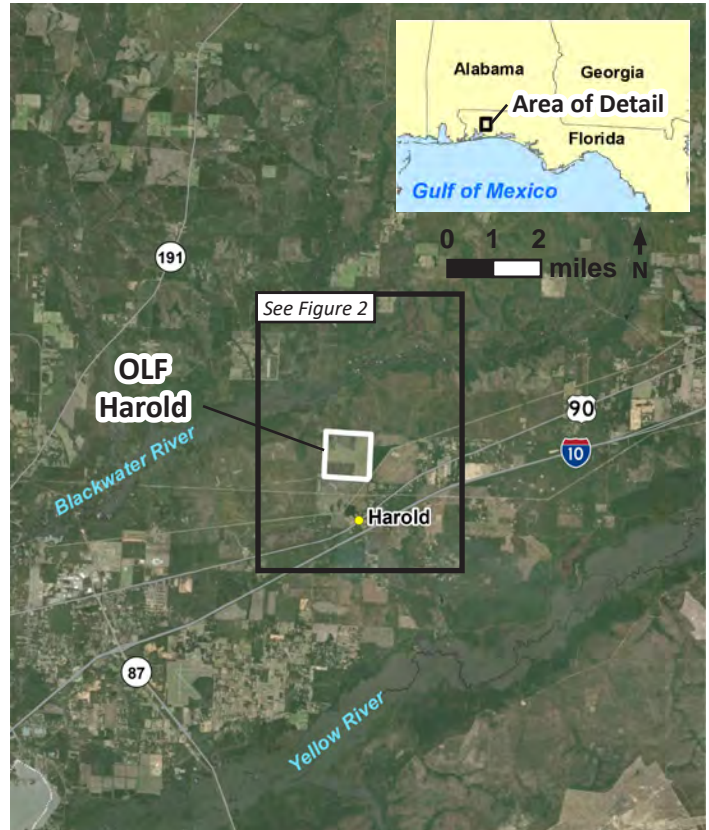 Alabama
Georgia
Area of Detail
Florida
Gulf of Mexico
0 1 2
miles N
191
See Figure 2
OLF
Harold
90
10
Blackwater River
Harold
87
Yellow River